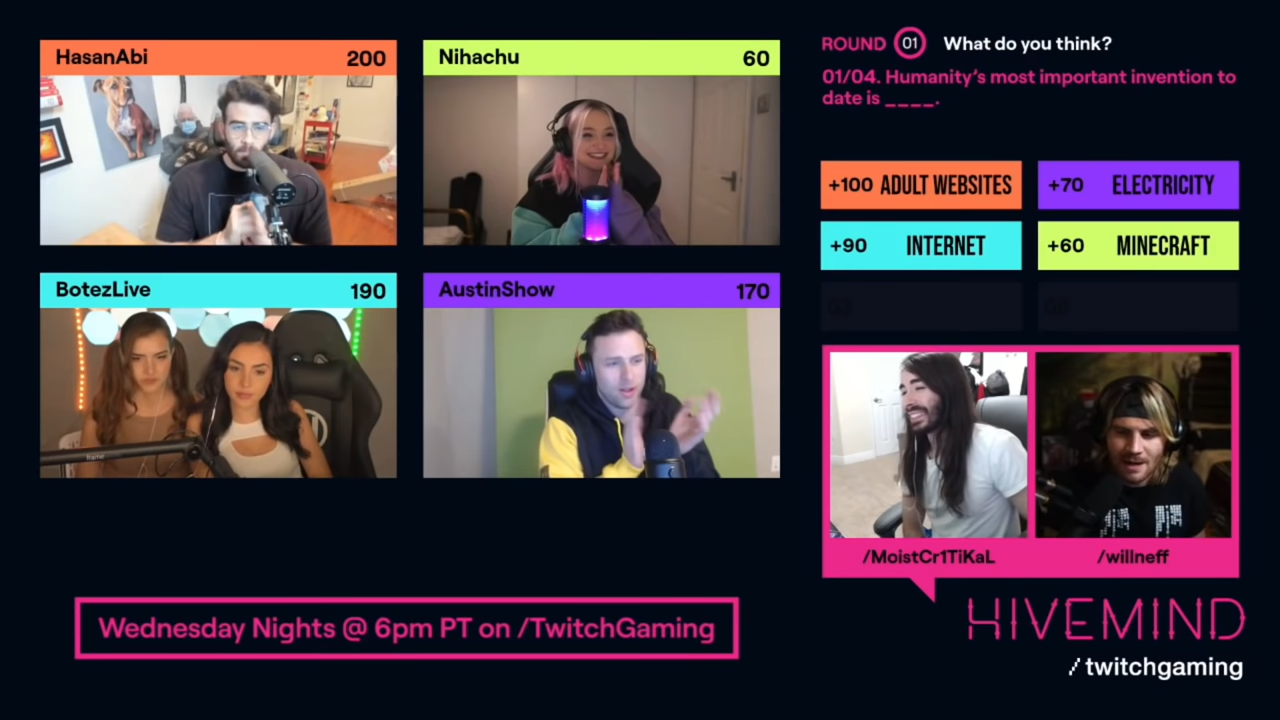 HasanAbi 200
Nihachu 60
BotezLive 190
AustinShow 170
Wednesday Nights @ 6pm PT on /TwitchGaming
ROUND 01 What do you think?
01/04. Humanity's most important invention to
date is ____.
+100 ADULT WEBSITES
+70 ELECTRICITY
+90 INTERNET
+60 MINECRAFT
/MoistCr1TiKaL
/willneff
HIVEMIND
/twitchgaming